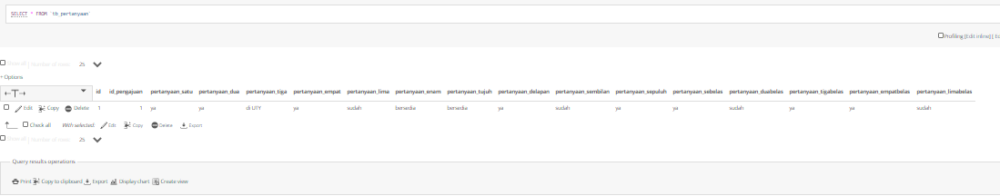 SELECT * FROM `tb_pertanyaan`
Profiling [Edit inline] [ Ed
Show all | Number of rows: 25
+ Options
←T→ id id_pengajuan pertanyaan_satu pertanyaan_dua pertanyaan_tiga pertanyaan_empat pertanyaan_lima pertanyaan_enam pertanyaan_tujuh pertanyaan_delapan pertanyaan_sembilan pertanyaan_sepuluh pertanyaan_sebelas pertanyaan_duabelas pertanyaan_tigabelas pertanyaan_empatbelas pertanyaan_limabelas
Edit Copy Delete 1 1 ya ya di UTY ya sudah bersedia bersedia ya sudah ya ya sudah ya ya sudah
Check all With selected: Edit Copy Delete Export
Show all | Number of rows: 25
Query results operations
Print Copy to clipboard Export Display chart Create view